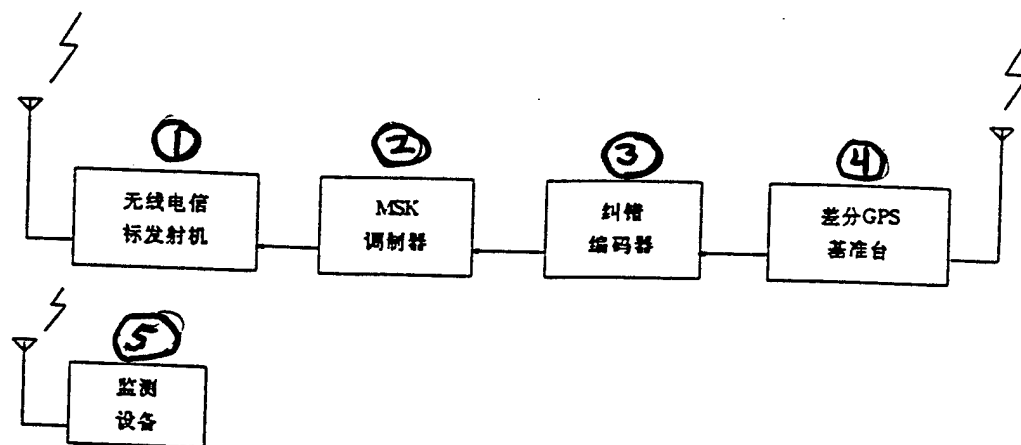 ① ② ③ ④
无线电信
标发射机
MSK
调制器
纠错
编码器
差分GPS
基准台
⑤
监测
设备